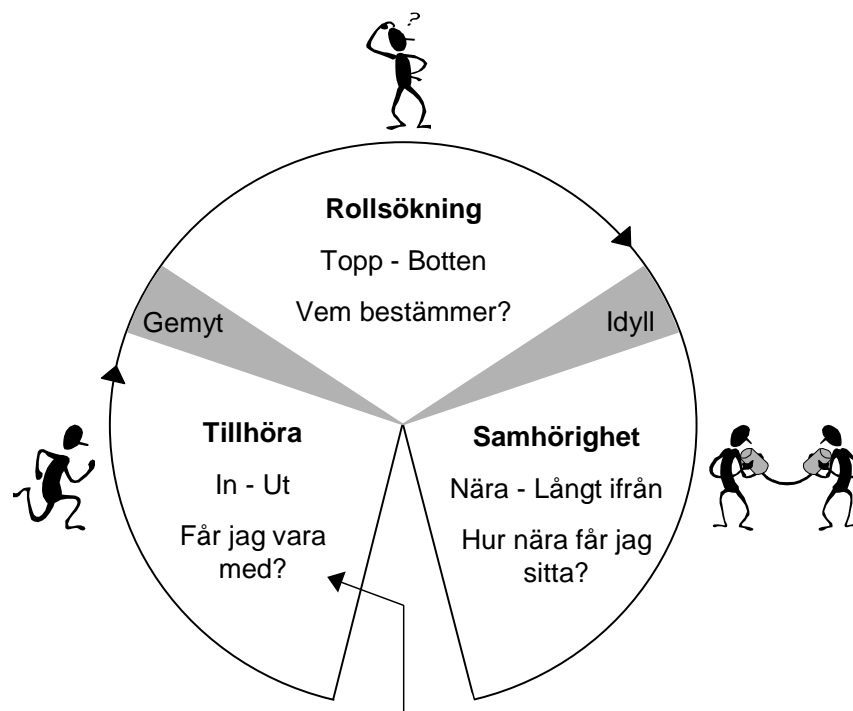 ?
Rollsökning
Topp - Botten
Vem bestämmer?
Gemyt
Idyll
Tillhöra
In - Ut
Får jag vara
med?
Samhörighet
Nära - Långt ifrån
Hur nära får jag
sitta?